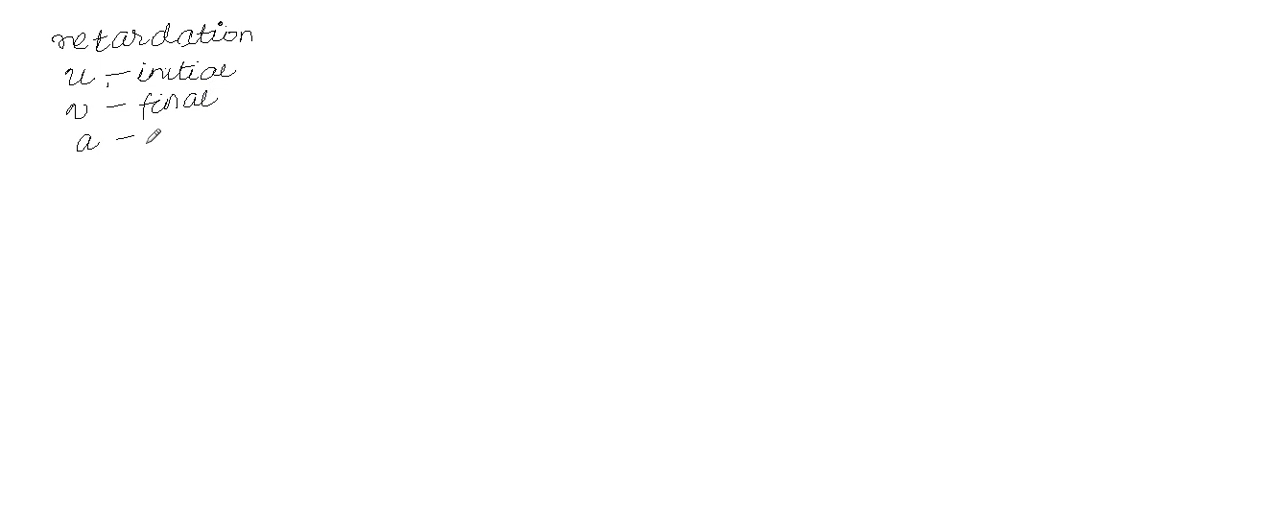 retardation
u - initial
v - final
a -